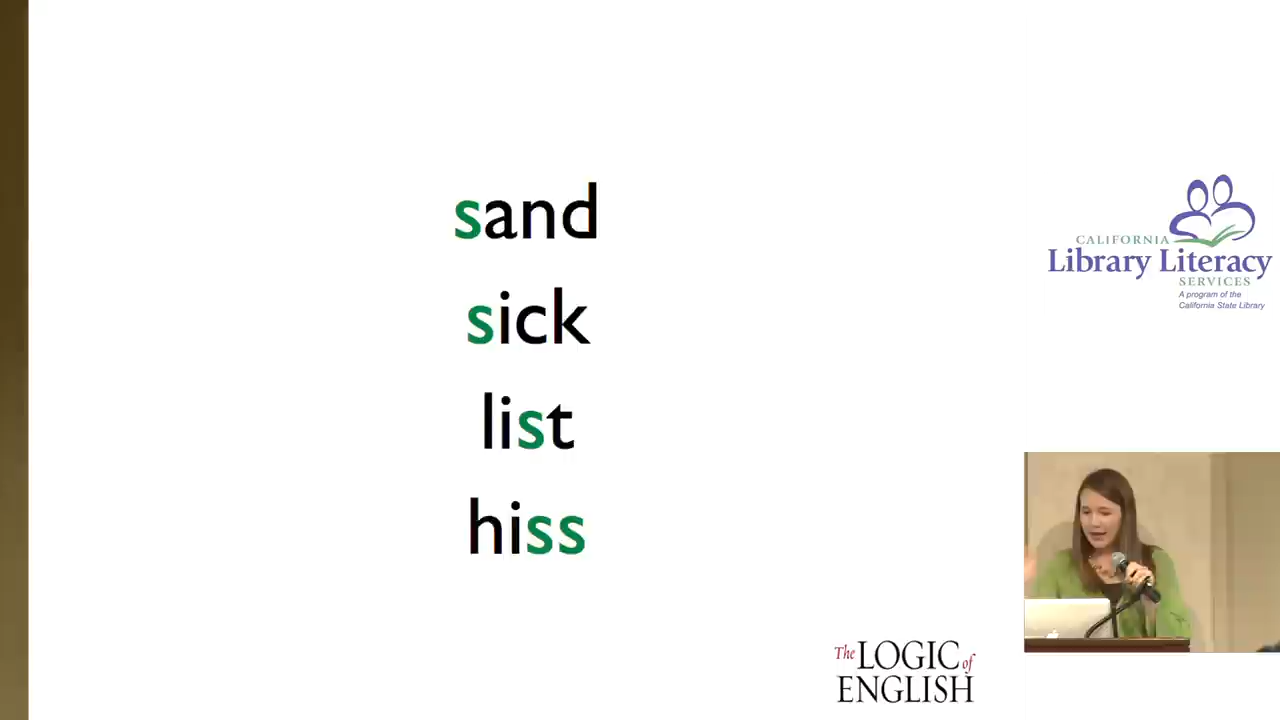 sand
sick
list
hiss
CALIFORNIA
Library Literacy
SERVICES
A program of the
California State Library
The LOGIC of
ENGLISH